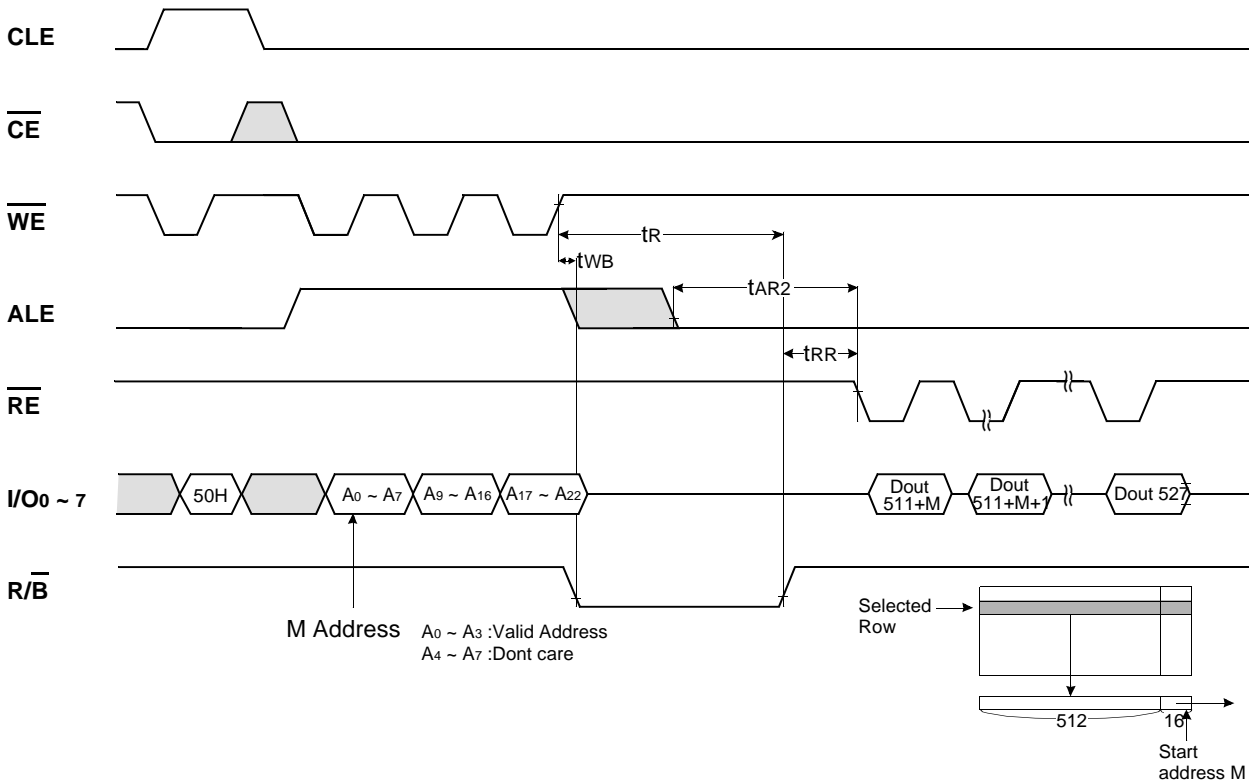 CLE
CE
WE
tR
tWB
ALE
tAR2
tRR
RE
I/O0 ~ 7
50H
A0 ~ A7
A9 ~ A16
A17 ~ A22
Dout
511+M
Dout
511+M+1
Dout 527
R/B
M Address
A0 ~ A3 :Valid Address
A4 ~ A7 :Dont care
Selected
Row
512
16
Start
address M